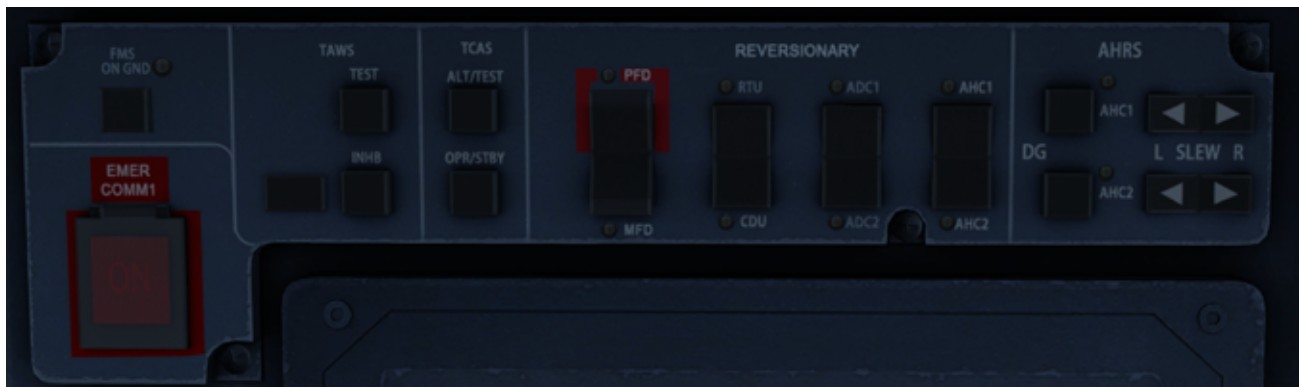 FMS
ON GND
EMER
COMM1
ON
TAWS
TEST
INHB
TCAS
ALT/TEST
OPR/STBY
REVERSIONARY
PFD
MFD
RTU
CDU
ADC1
ADC2
AHC1
AHC2
AHRS
AHC1
DG
L SLEW R
AHC2